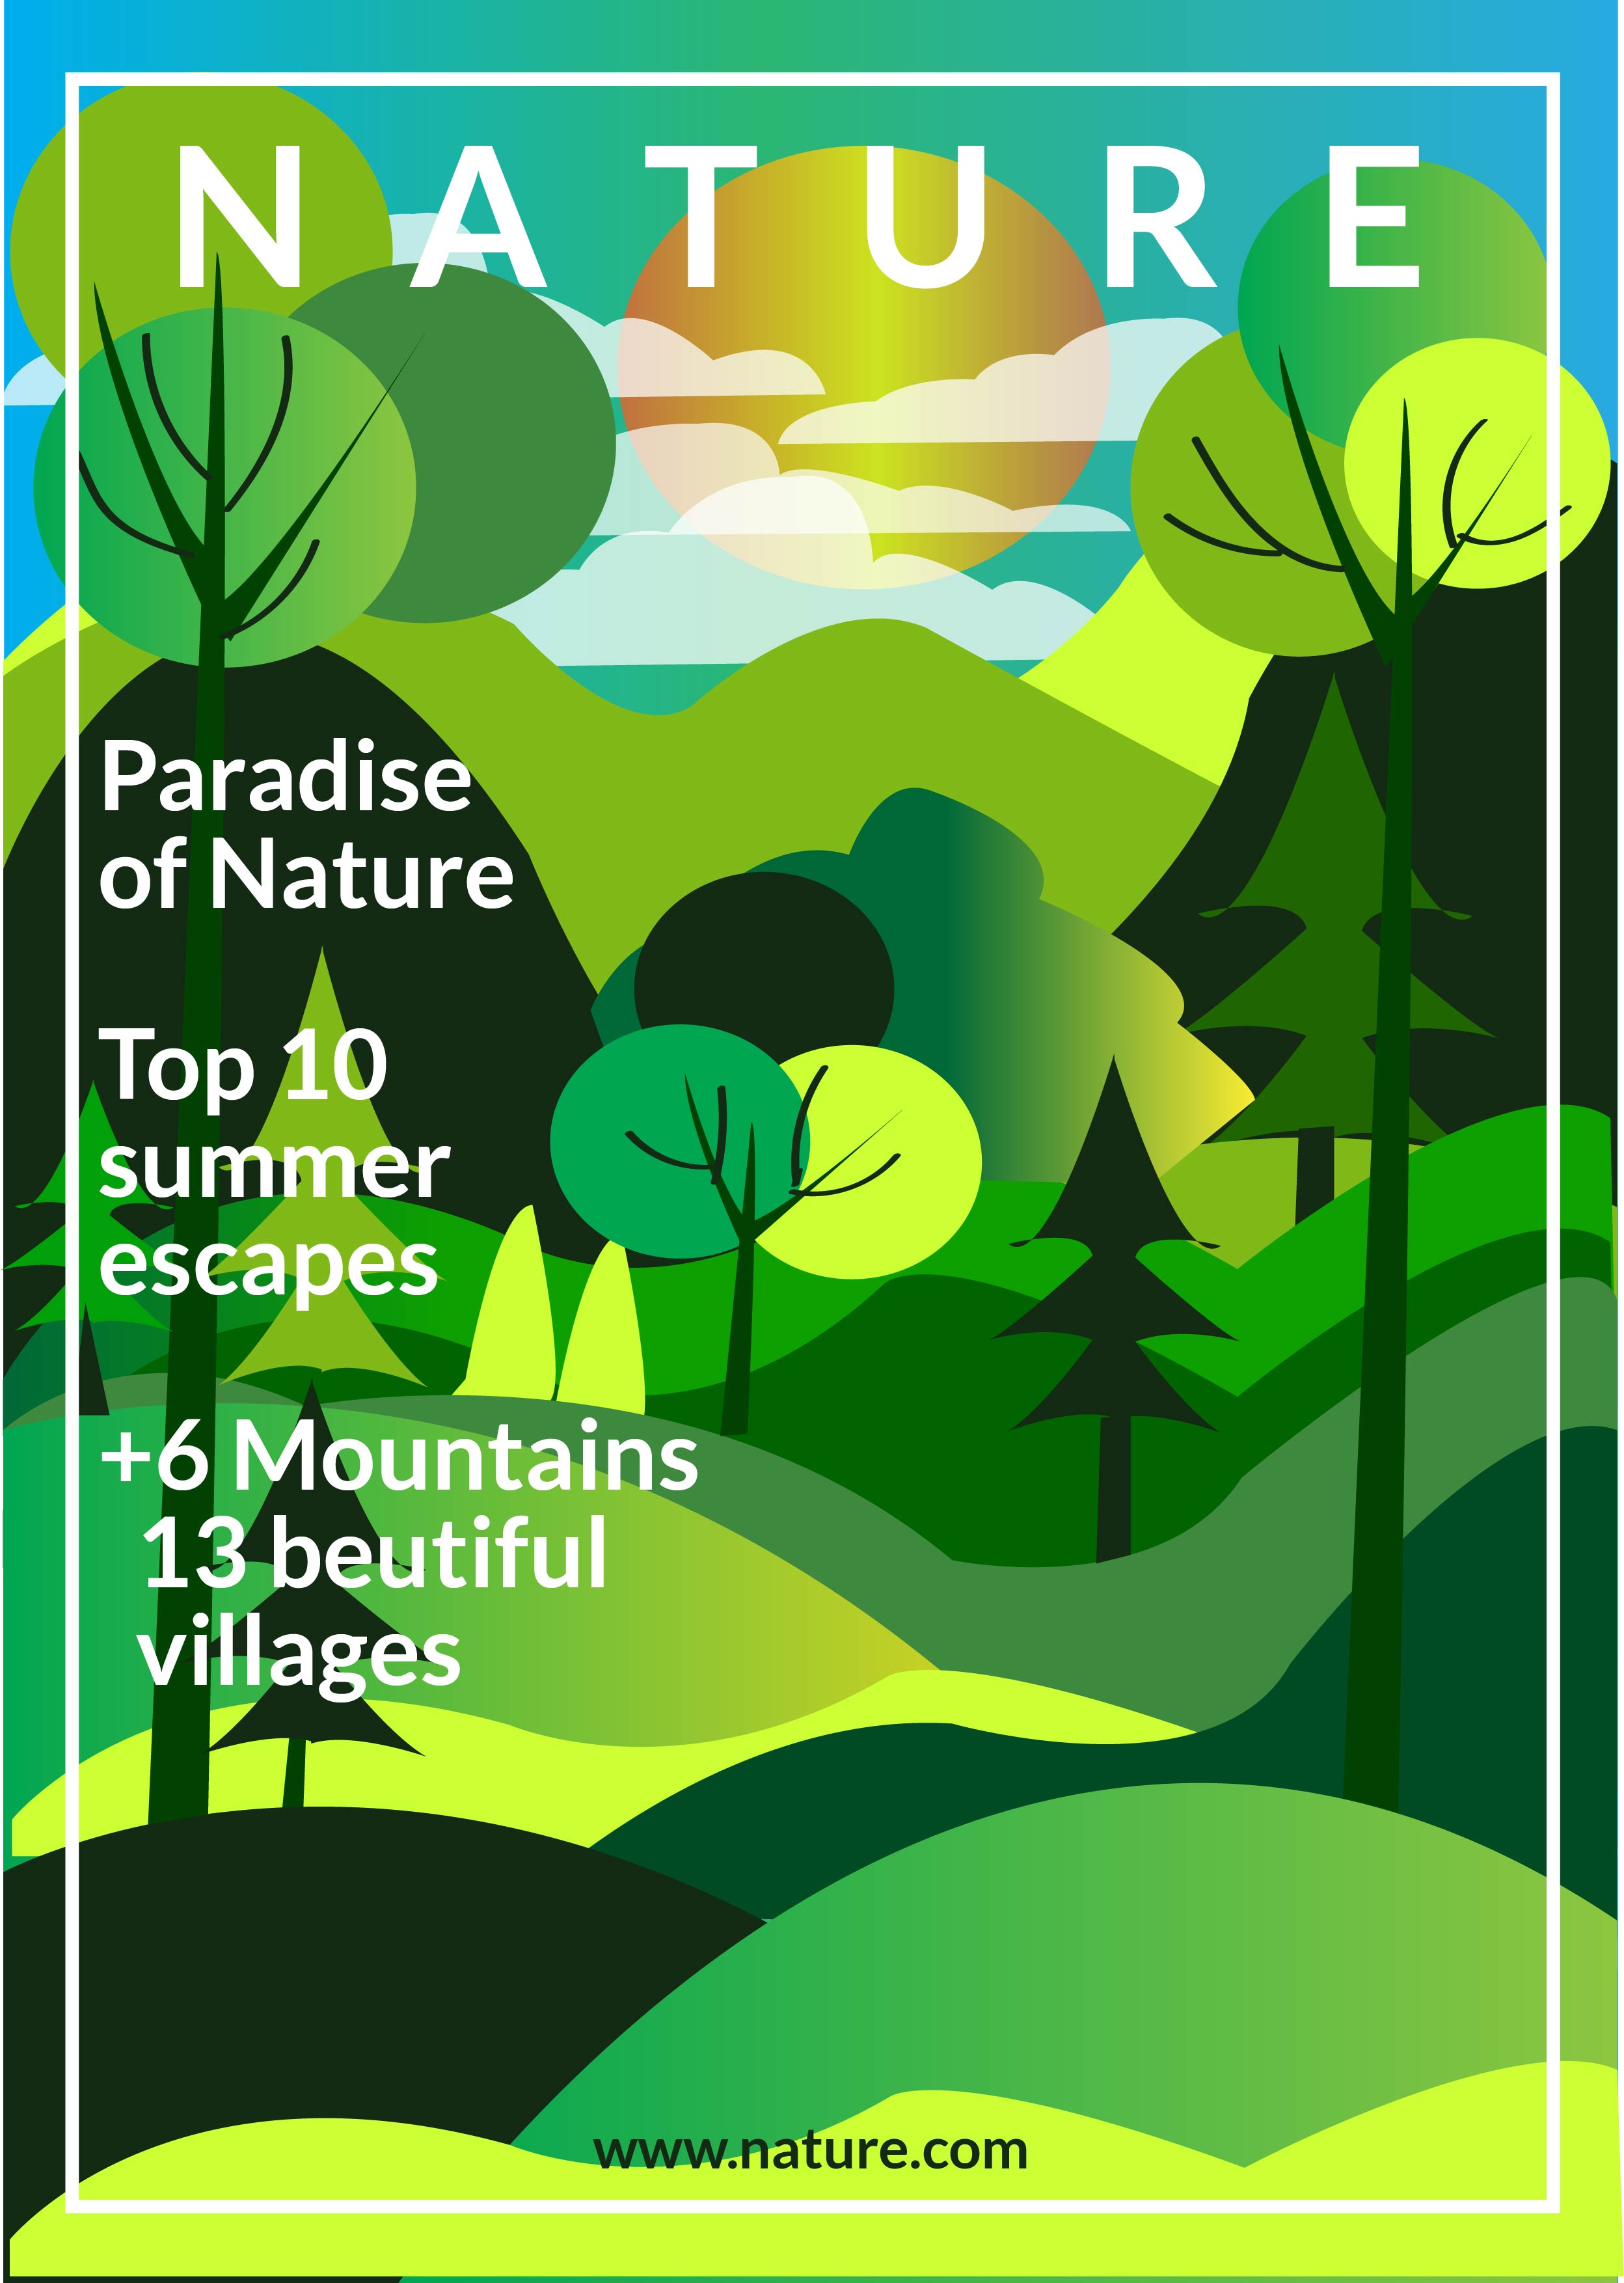 NATURE
Paradise
of Nature
Top 10
summer
escapes
+6 Mountains
13 beutiful
villages
www.nature.com